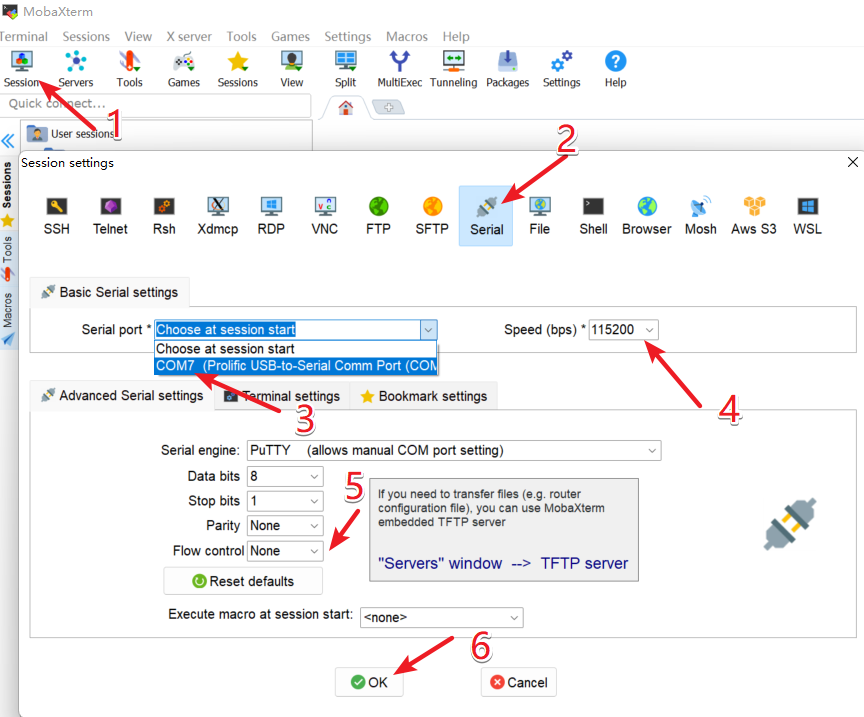 MobaXterm
Terminal Sessions View X server Tools Games Settings Macros Help
Session Servers Tools Games Sessions View Split MultiExec Tunneling Packages Settings Help
Quick connect...
1
User sessions
2
Sessions
Tools
Macros
Session settings
SSH Telnet Rsh Xdmcp RDP VNC FTP SFTP Serial File Shell Browser Mosh Aws S3 WSL
Basic Serial settings
Serial port * Choose at session start Speed (bps) * 115200
Choose at session start
COM7 (Prolific USB-to-Serial Comm Port (COM
3
4
Advanced Serial settings Terminal settings Bookmark settings
Serial engine: PuTTY (allows manual COM port setting)
Data bits 8
Stop bits 1
Parity None
Flow control None
5
If you need to transfer files (e.g. router
configuration file), you can use MobaXterm
embedded TFTP server
"Servers" window --> TFTP server
Reset defaults
Execute macro at session start: <none>
6
OK Cancel